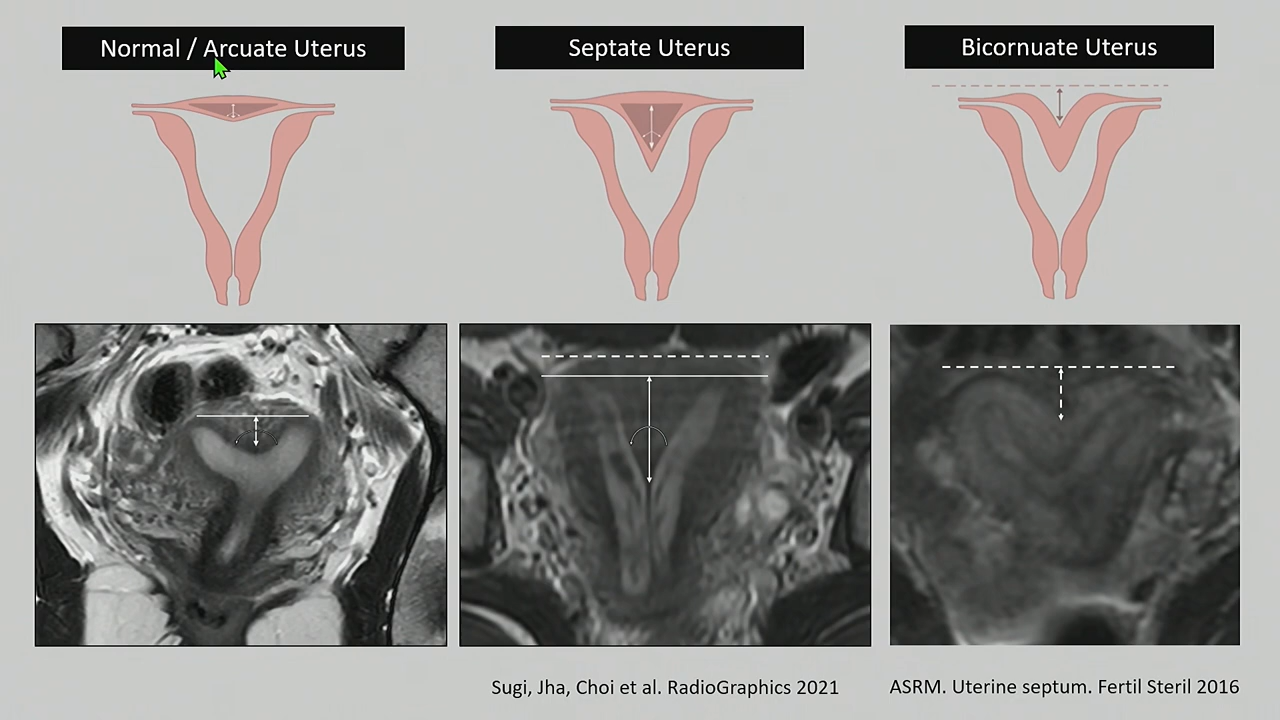 Normal / Arcuate Uterus
Septate Uterus
Bicornuate Uterus
Sugi, Jha, Choi et al. RadioGraphics 2021
ASRM. Uterine septum. Fertil Steril 2016